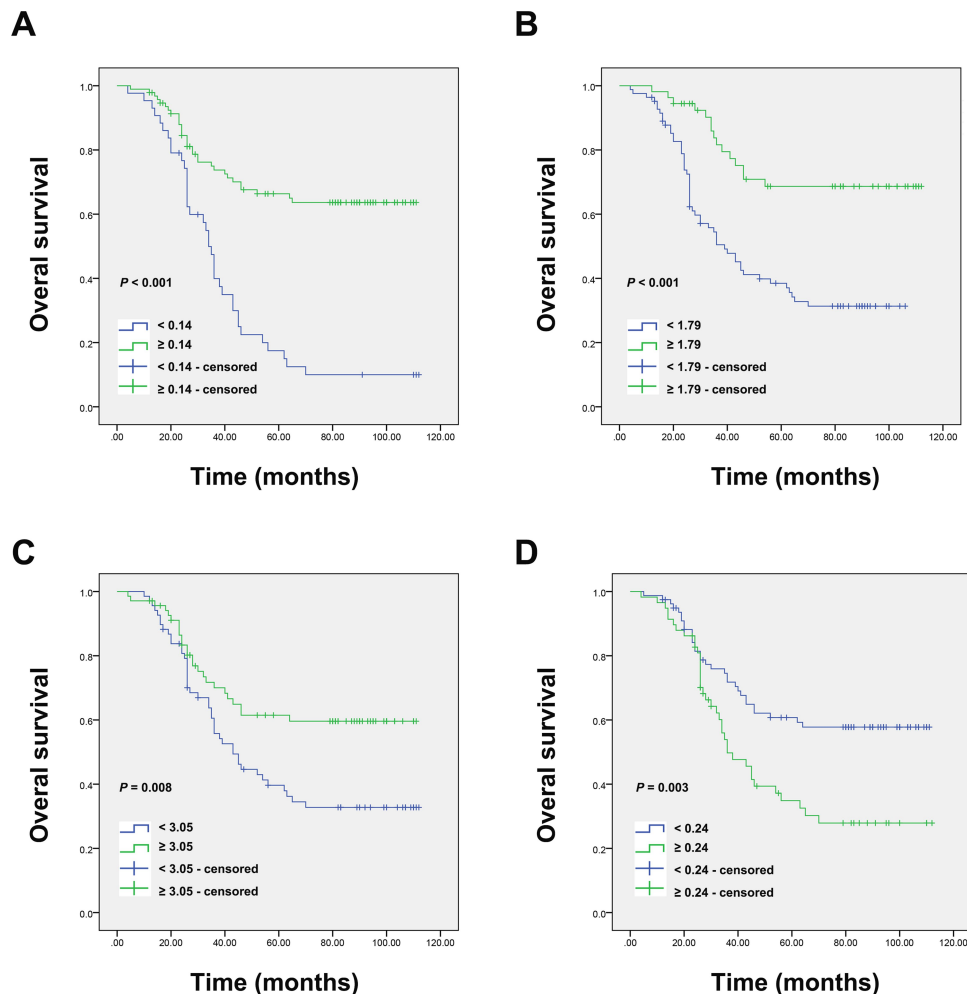 A
Overal survival
1.0
0.8
0.6
0.4
0.2
0.0
P < 0.001
< 0.14
≥ 0.14
< 0.14 - censored
≥ 0.14 - censored
.00 20.00 40.00 60.00 80.00 100.00 120.00
Time (months)
B
Overal survival
1.0
0.8
0.6
0.4
0.2
0.0
P < 0.001
< 1.79
≥ 1.79
< 1.79 - censored
≥ 1.79 - censored
.00 20.00 40.00 60.00 80.00 100.00 120.00
Time (months)
C
Overal survival
1.0
0.8
0.6
0.4
0.2
0.0
P = 0.008
< 3.05
≥ 3.05
< 3.05 - censored
≥ 3.05 - censored
.00 20.00 40.00 60.00 80.00 100.00 120.00
Time (months)
D
Overal survival
1.0
0.8
0.6
0.4
0.2
0.0
P = 0.003
< 0.24
≥ 0.24
< 0.24 - censored
≥ 0.24 - censored
.00 20.00 40.00 60.00 80.00 100.00 120.00
Time (months)